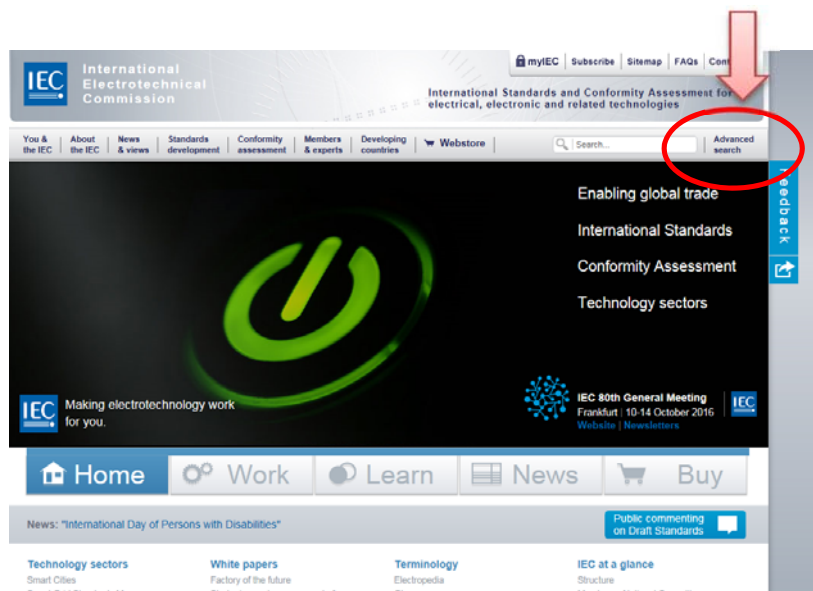 IEC
International
Electrotechnical
Commission
myIEC | Subscribe | Sitemap | FAQs
International Standards and Conformity Assessment for
electrical, electronic and related technologies
You &
the IEC
About
the IEC
News
& views
Standards
development
Conformity
assessment
Members
& experts
Developing
countries
Webstore
Search...
Advanced
search
Feedback
Enabling global trade
International Standards
Conformity Assessment
Technology sectors
IEC
Making electrotechnology work
for you.
IEC 80th General Meeting
Frankfurt | 10-14 October 2016
Website | Newsletters
IEC
Home
Work
Learn
News
Buy
News: "International Day of Persons with Disabilities"
Public commenting
on Draft Standards
Technology sectors
Smart Cities
White papers
Factory of the future
Terminology
Electropedia
IEC at a glance
Structure